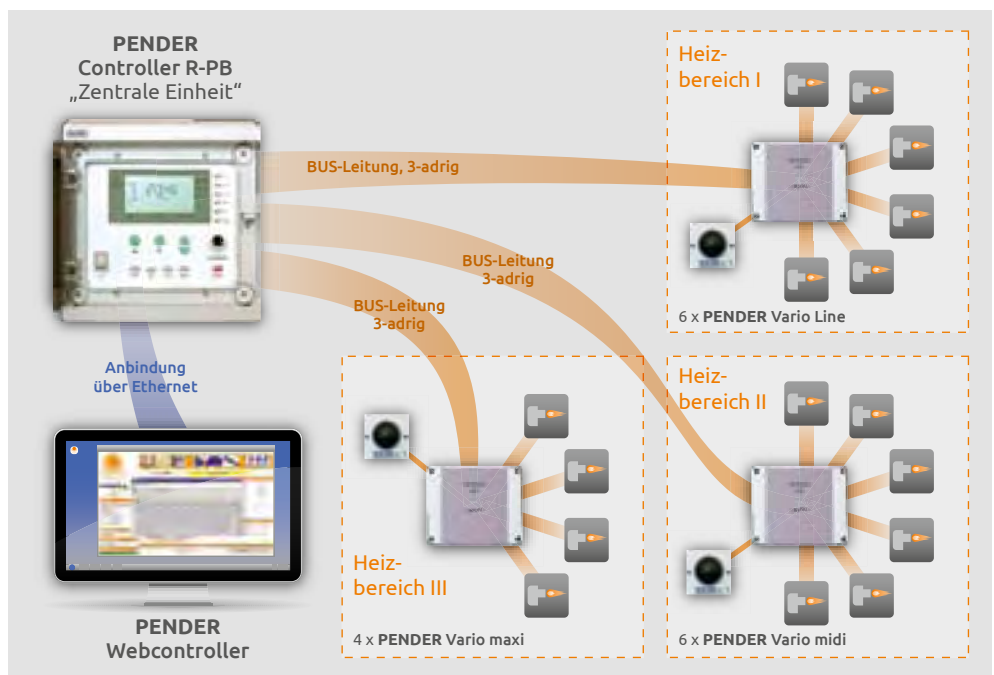 PENDER
Controller R-PB
„Zentrale Einheit“
BUS-Leitung, 3-adrig
BUS-Leitung
3-adrig
BUS-Leitung
3-adrig
Anbindung
über Ethernet
PENDER
Webcontroller
Heiz-
bereich I
6 x PENDER Vario Line
Heiz-
bereich II
6 x PENDER Vario midi
Heiz-
bereich III
4 x PENDER Vario maxi